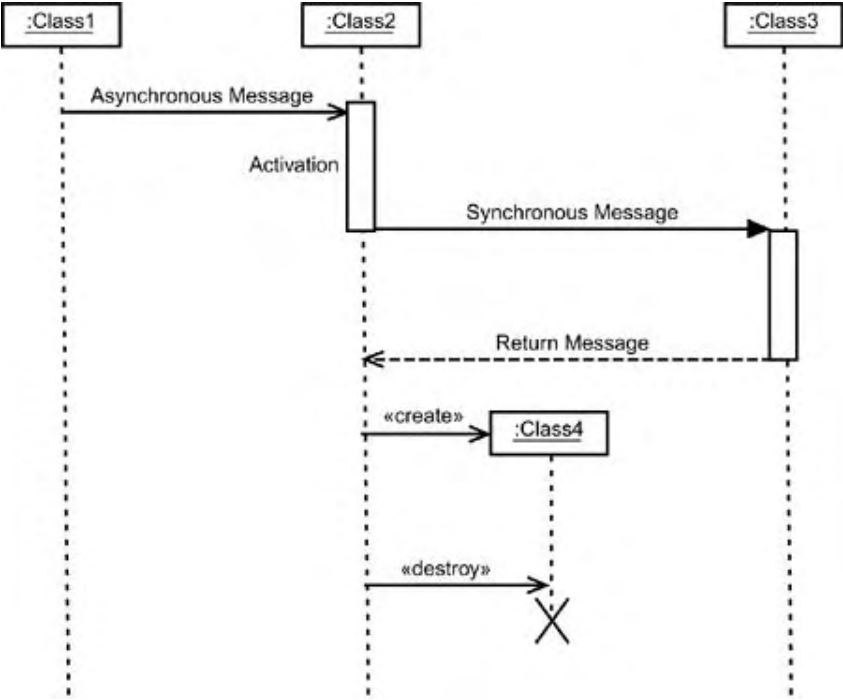 :Class1
:Class2
:Class3
Asynchronous Message
Activation
Synchronous Message
Return Message
«create»
:Class4
«destroy»